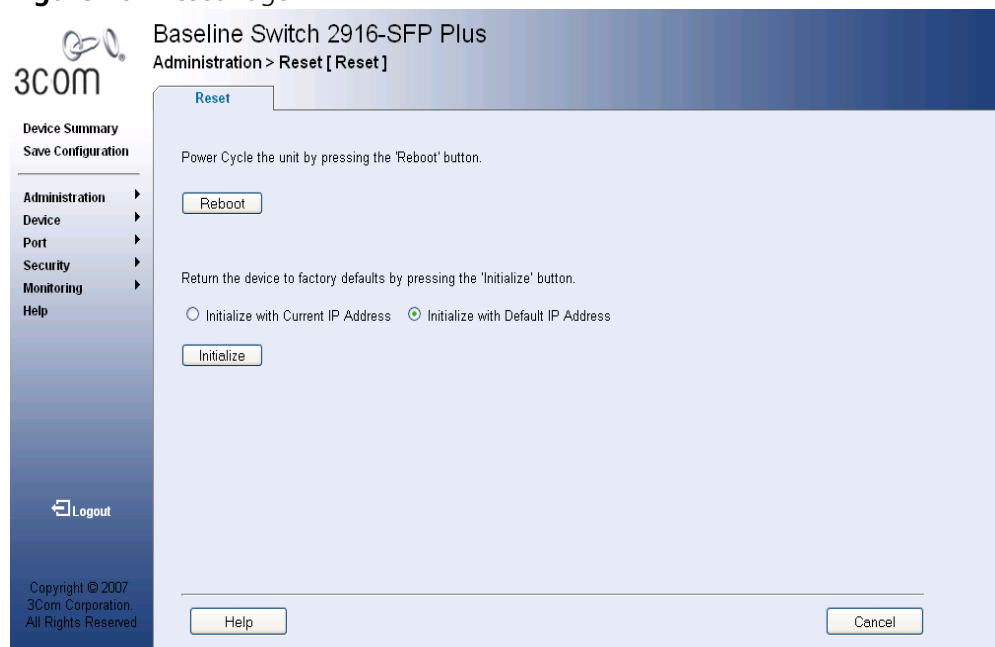 Baseline Switch 2916-SFP Plus
Administration > Reset [ Reset ]
3COM
Reset
Device Summary
Save Configuration
Administration
Device
Port
Security
Monitoring
Help
Power Cycle the unit by pressing the 'Reboot' button.
Reboot
Return the device to factory defaults by pressing the 'Initialize' button.
Initialize with Current IP Address
Initialize with Default IP Address
Initialize
Logout
Copyright © 2007
3Com Corporation.
All Rights Reserved
Help
Cancel